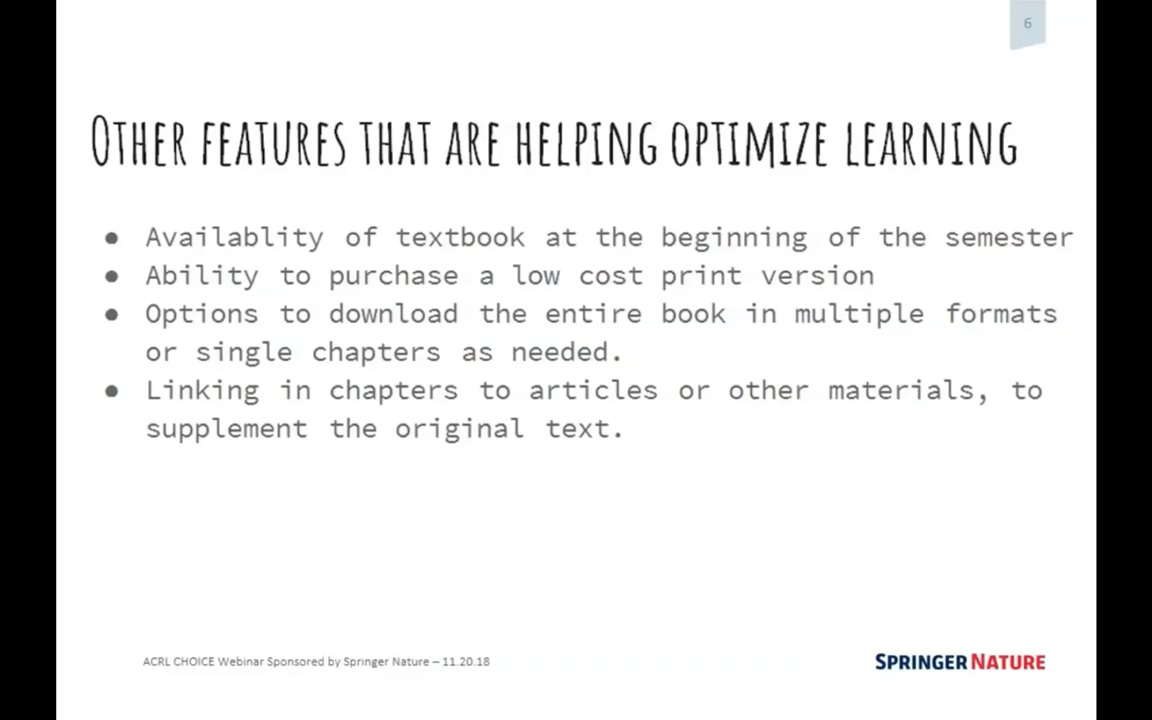 6
Other features that are helping optimize learning
● Availablity of textbook at the beginning of the semester
● Ability to purchase a low cost print version
● Options to download the entire book in multiple formats
or single chapters as needed.
● Linking in chapters to articles or other materials, to
supplement the original text.
ACRL CHOICE Webinar Sponsored by Springer Nature – 11.20.18
SPRINGER NATURE